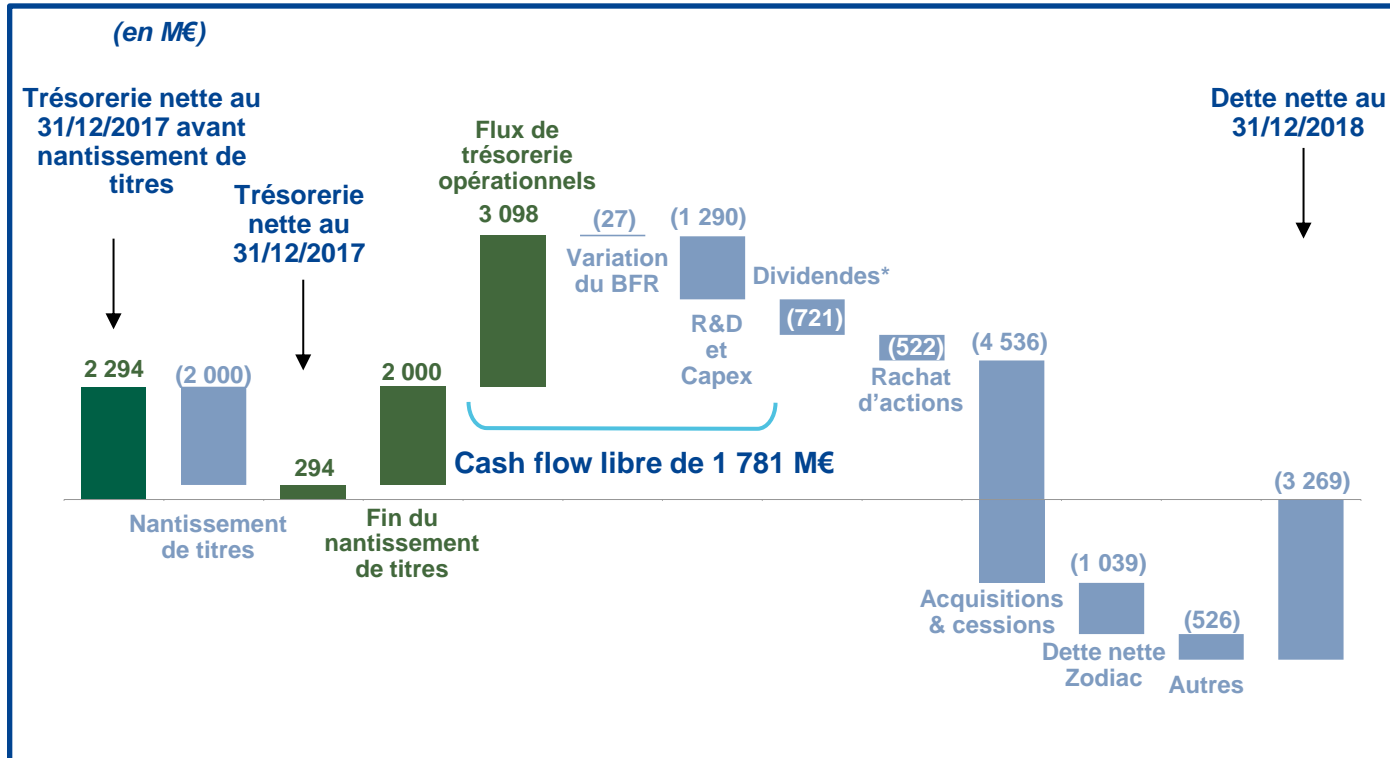 (en M€)
Trésorerie nette au
31/12/2017 avant
nantissement de
titres
2 294
(2 000)
Nantissement
de titres
Trésorerie
nette au
31/12/2017
294
2 000
Fin du
nantissement
de titres
Flux de
trésorerie
opérationnels
3 098
(27)
Variation
du BFR
(1 290)
R&D
et
Capex
Cash flow libre de 1 781 M€
Dividendes*
(721)
(522)
Rachat
d’actions
(4 536)
Acquisitions
& cessions
(1 039)
Dette nette
Zodiac
(526)
Autres
Dette nette au
31/12/2018
(3 269)